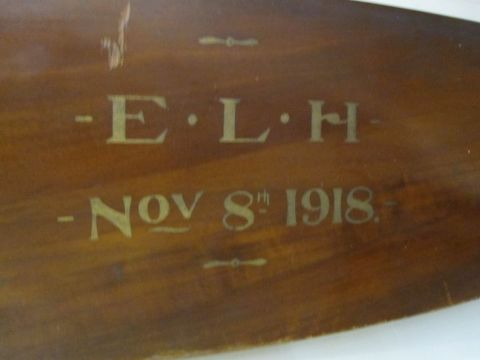 - E · L · H -
- Nov 8th 1918. -